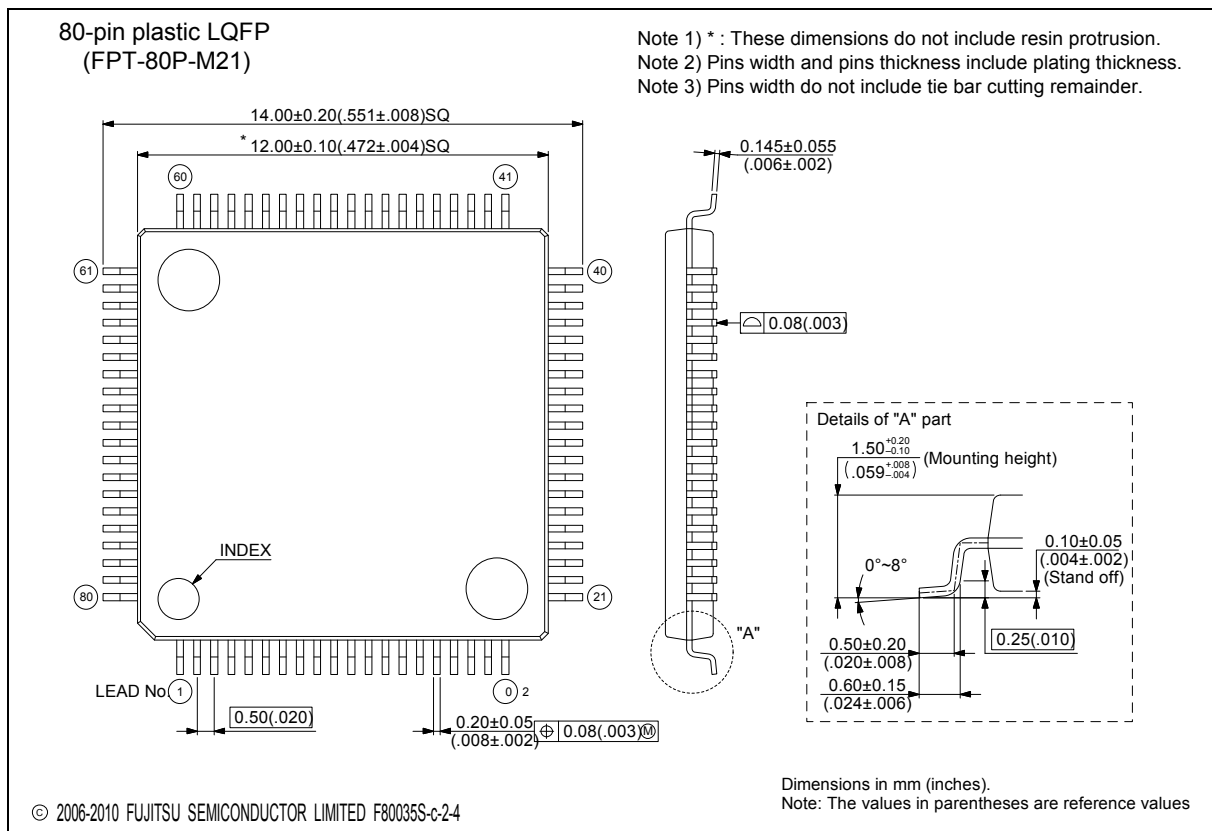 80-pin plastic LQFP
(FPT-80P-M21)
Note 1) * : These dimensions do not include resin protrusion.
Note 2) Pins width and pins thickness include plating thickness.
Note 3) Pins width do not include tie bar cutting remainder.
14.00±0.20(.551±.008)SQ
* 12.00±0.10(.472±.004)SQ
0.145±0.055
(.006±.002)
60
41
61
40
0.08(.003)
Details of "A" part
1.50 +0.20 –0.10
(.059 +.008 –.004)
(Mounting height)
INDEX
0°~8°
0.10±0.05
(.004±.002)
(Stand off)
80
21
"A"
0.25(.010)
0.50±0.20
(.020±.008)
0.60±0.15
(.024±.006)
LEAD No.
1
0 2
0.50(.020)
0.20±0.05
(.008±.002)
⌖ 0.08(.003)Ⓜ
Dimensions in mm (inches).
Note: The values in parentheses are reference values
© 2006-2010 FUJITSU SEMICONDUCTOR LIMITED F80035S-c-2-4